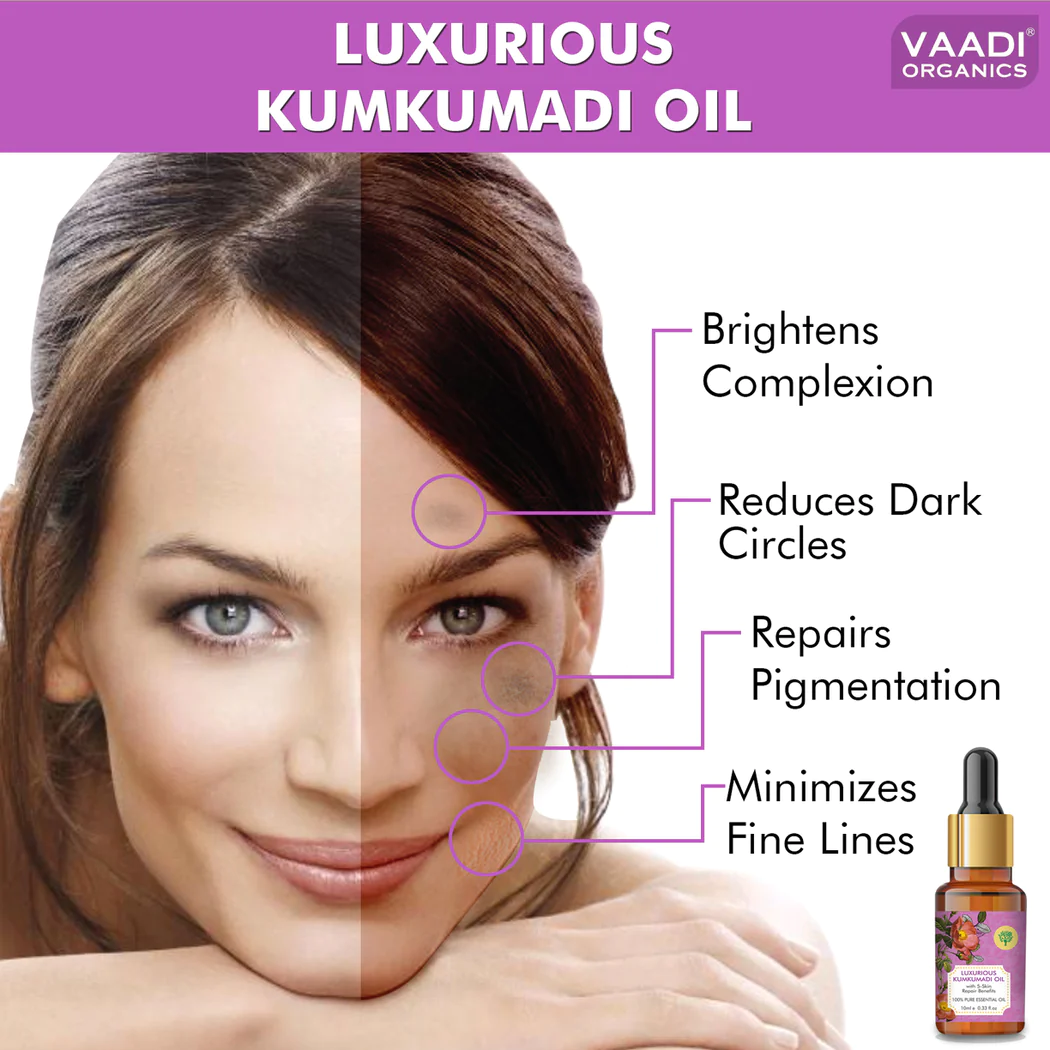 LUXURIOUS
KUMKUMADI OIL
VAADI®
ORGANICS
Brightens
Complexion
Reduces Dark
Circles
Repairs
Pigmentation
Minimizes
Fine Lines
LUXURIOUS
KUMKUMADI OIL
with 5-Skin
Repair Benefits
100% PURE ESSENTIAL OIL
10ml e 0.33 fl.oz